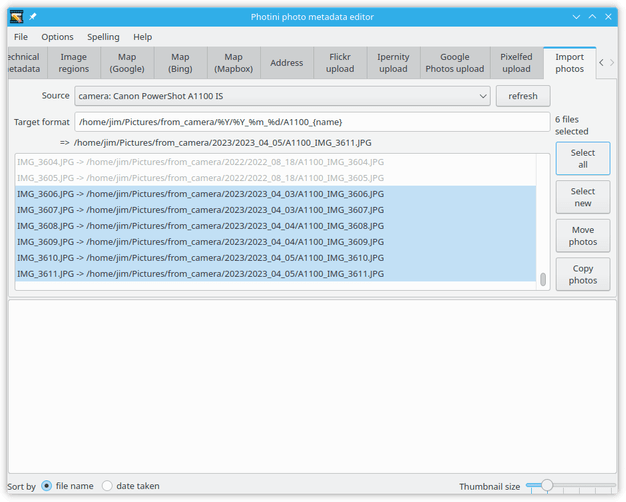 Photini photo metadata editor
File Options Spelling Help
echnical metadata
Image regions
Map (Google)
Map (Bing)
Map (Mapbox)
Address
Flickr upload
Ipernity upload
Google Photos upload
Pixelfed upload
Import photos
Source camera: Canon PowerShot A1100 IS refresh
Target format /home/jim/Pictures/from_camera/%Y/%Y_%m_%d/A1100_{name}
=> /home/jim/Pictures/from_camera/2023/2023_04_05/A1100_IMG_3611.JPG
6 files selected
IMG_3604.JPG -> /home/jim/Pictures/from_camera/2022/2022_08_18/A1100_IMG_3604.JPG
IMG_3605.JPG -> /home/jim/Pictures/from_camera/2022/2022_08_18/A1100_IMG_3605.JPG
IMG_3606.JPG -> /home/jim/Pictures/from_camera/2023/2023_04_03/A1100_IMG_3606.JPG
IMG_3607.JPG -> /home/jim/Pictures/from_camera/2023/2023_04_03/A1100_IMG_3607.JPG
IMG_3608.JPG -> /home/jim/Pictures/from_camera/2023/2023_04_04/A1100_IMG_3608.JPG
IMG_3609.JPG -> /home/jim/Pictures/from_camera/2023/2023_04_04/A1100_IMG_3609.JPG
IMG_3610.JPG -> /home/jim/Pictures/from_camera/2023/2023_04_05/A1100_IMG_3610.JPG
IMG_3611.JPG -> /home/jim/Pictures/from_camera/2023/2023_04_05/A1100_IMG_3611.JPG
Select all
Select new
Move photos
Copy photos
Sort by file name date taken Thumbnail size